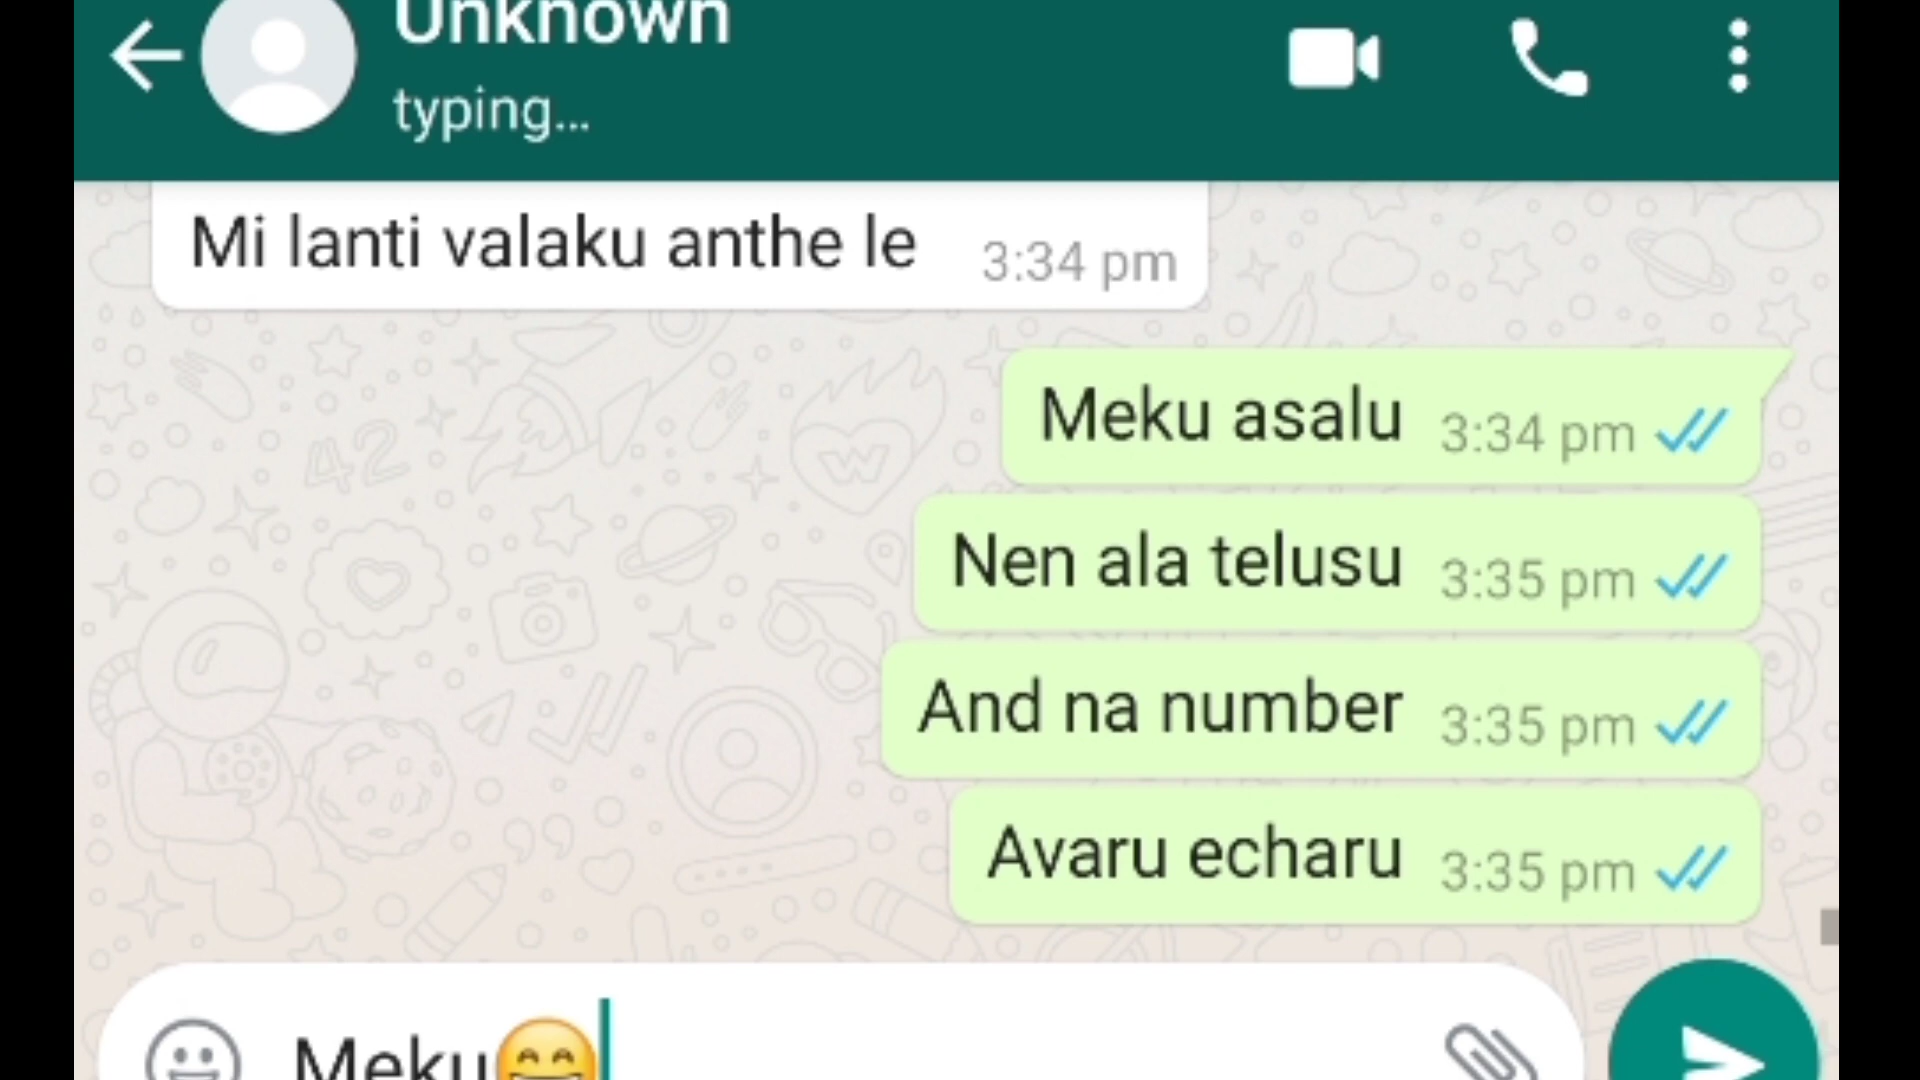 Unknown
typing...
Mi lanti valaku anthe le 3:34 pm
Meku asalu 3:34 pm
Nen ala telusu 3:35 pm
And na number 3:35 pm
Avaru echaru 3:35 pm
Meku😁